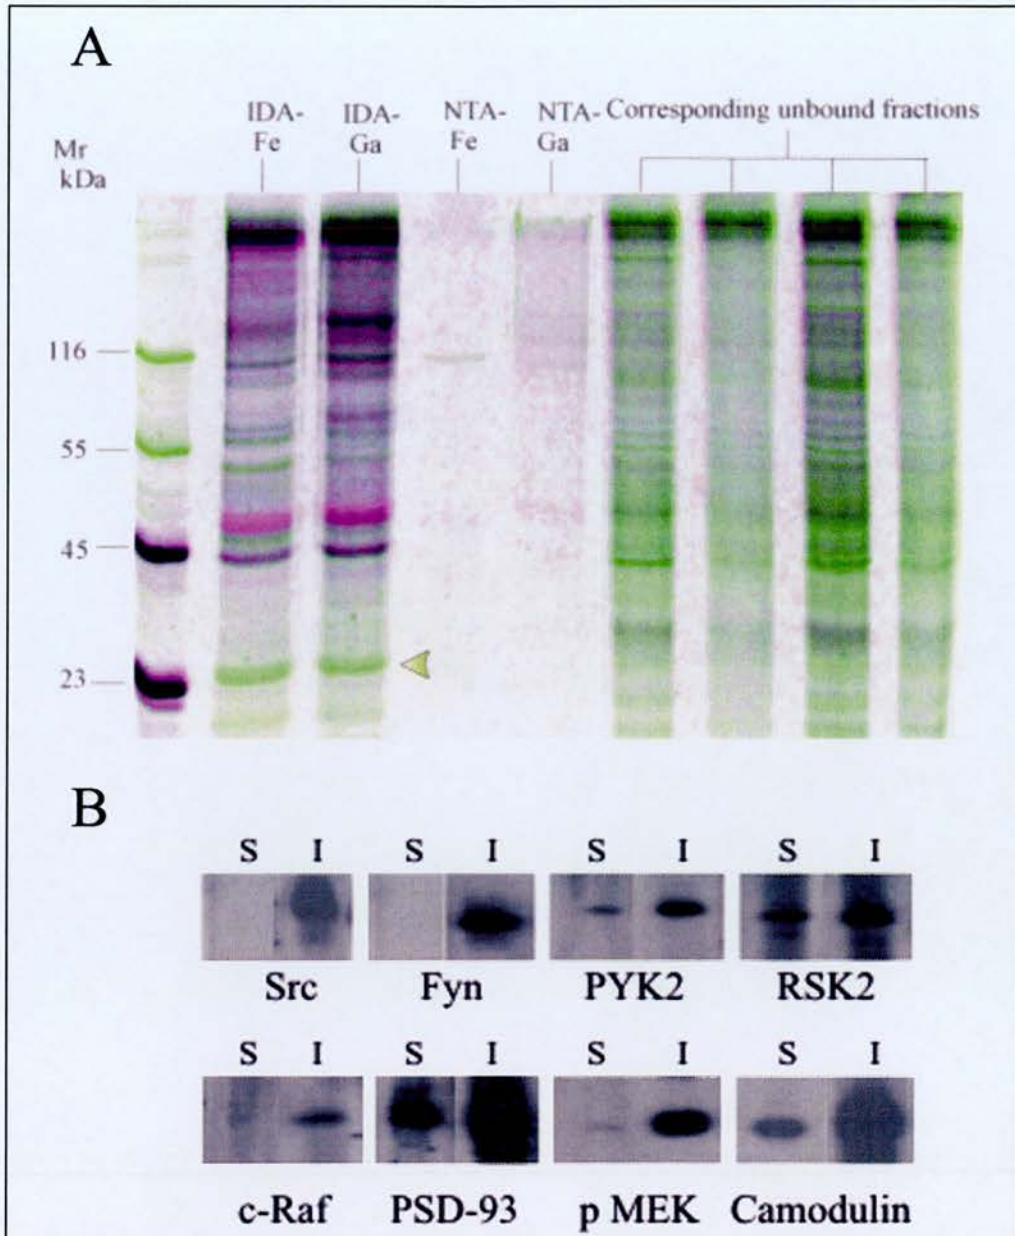 A
IDA- IDA- NTA- NTA- Corresponding unbound fractions
Fe Ga Fe Ga
Mr
kDa
116
55
45
23
B
S I S I S I S I
Src Fyn PYK2 RSK2
S I S I S I S I
c-Raf PSD-93 p MEK Camodulin